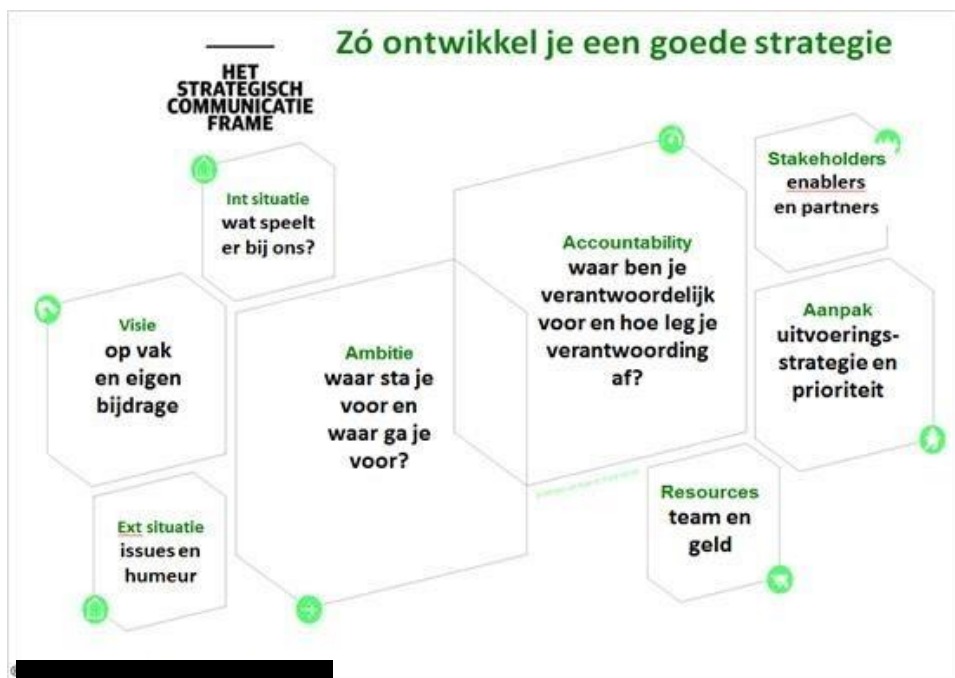 Zó ontwikkel je een goede strategie
HET
STRATEGISCH
COMMUNICATIE
FRAME
Int situatie
wat speelt
er bij ons?
Visie
op vak
en eigen
bijdrage
Ext situatie
issues en
humeur
Ambitie
waar sta je
voor en
waar ga je
voor?
Accountability
waar ben je
verantwoordelijk
voor en hoe leg je
verantwoording
af?
Stakeholders
enablers
en partners
Aanpak
uitvoerings-
strategie en
prioriteit
Resources
team en
geld
©